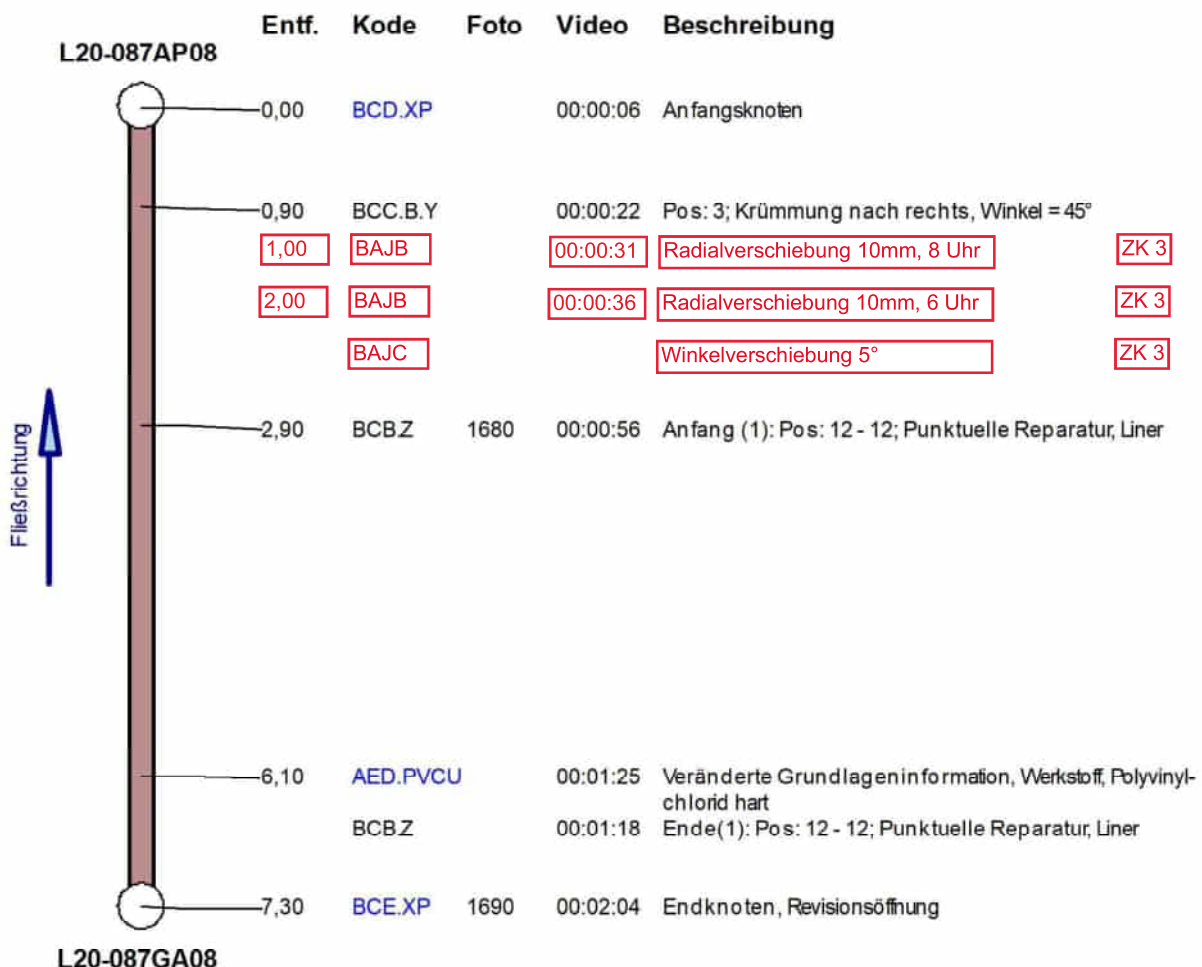 Entf. Kode Foto Video Beschreibung
L20-087AP08
0,00 BCD.XP 00:00:06 Anfangsknoten
0,90 BCC.B.Y 00:00:22 Pos: 3; Krümmung nach rechts, Winkel = 45°
1,00 BAJB 00:00:31 Radialverschiebung 10mm, 8 Uhr ZK 3
2,00 BAJB 00:00:36 Radialverschiebung 10mm, 6 Uhr ZK 3
BAJC Winkelverschiebung 5° ZK 3
2,90 BCB.Z 1680 00:00:56 Anfang (1): Pos: 12 - 12; Punktuelle Reparatur, Liner
Fließrichtung
6,10 AED.PVCU 00:01:25 Veränderte Grundlageninformation, Werkstoff, Polyvinyl-
chlorid hart
BCB.Z 00:01:18 Ende(1): Pos: 12 - 12; Punktuelle Reparatur, Liner
7,30 BCE.XP 1690 00:02:04 Endknoten, Revisionsöffnung
L20-087GA08